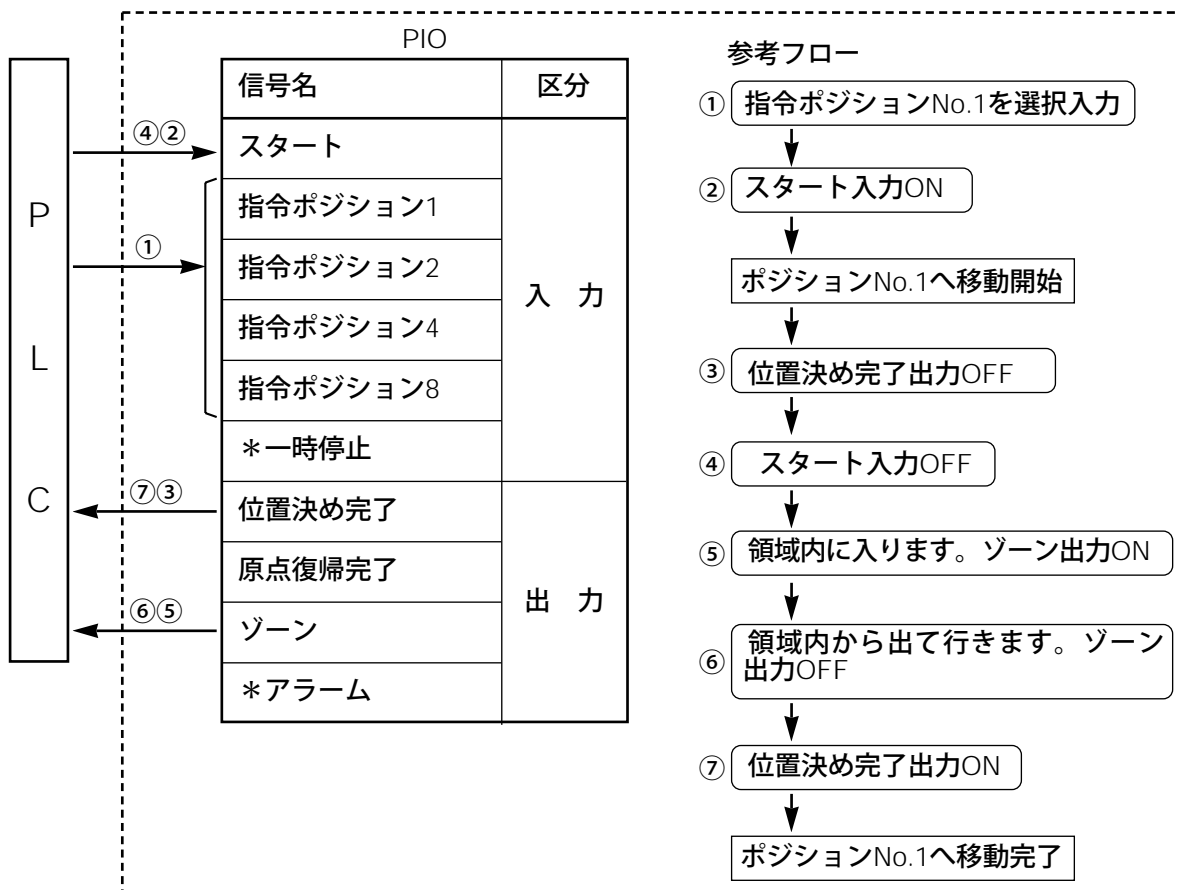 PIO
信号名 区分
スタート
指令ポジション1
指令ポジション2
指令ポジション4
指令ポジション8
＊一時停止
入 力
位置決め完了
原点復帰完了
ゾーン
＊アラーム
出 力
P
L
C
④②
①
⑦③
⑥⑤
参考フロー
① 指令ポジションNo.1を選択入力
② スタート入力ON
ポジションNo.1へ移動開始
③ 位置決め完了出力OFF
④ スタート入力OFF
⑤ 領域内に入ります。ゾーン出力ON
⑥ 領域内から出て行きます。ゾーン
出力OFF
⑦ 位置決め完了出力ON
ポジションNo.1へ移動完了